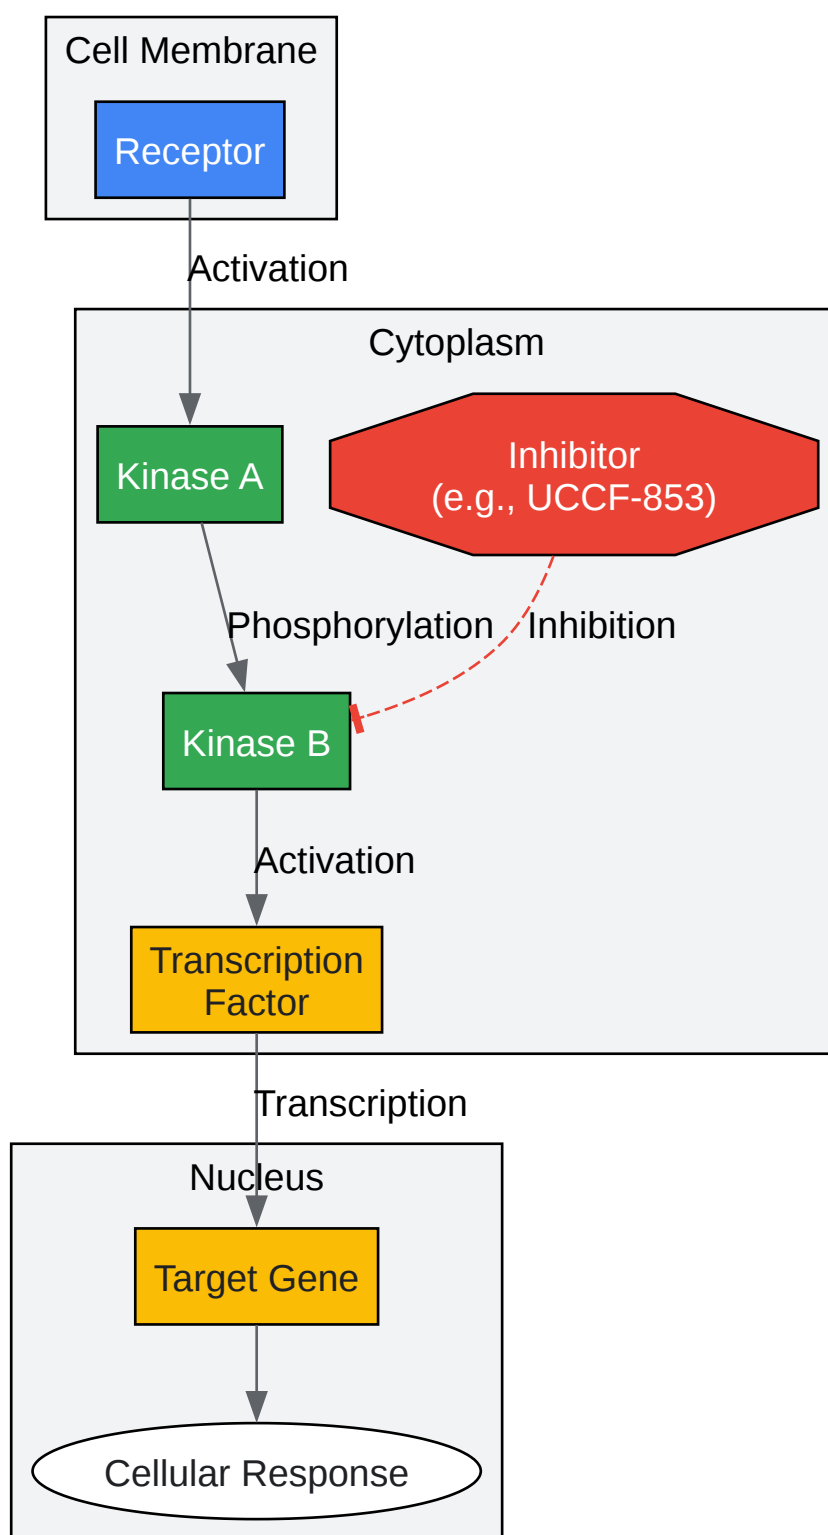 Cell Membrane
Receptor
Activation
Cytoplasm
Kinase A
Inhibitor
(e.g., UCCF-853)
Phosphorylation
Inhibition
Kinase B
Activation
Transcription
Factor
Transcription
Nucleus
Target Gene
Cellular Response